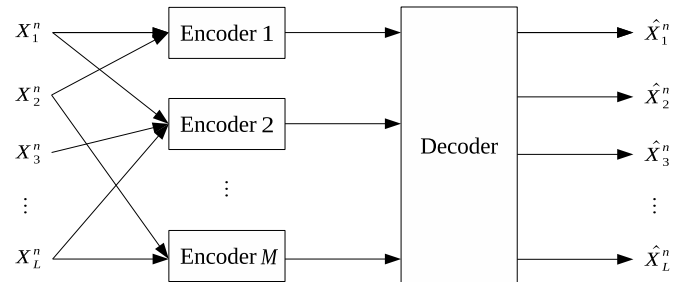 X_1^n Encoder 1 X̂_1^n
X_2^n X̂_2^n
Encoder 2
X_3^n Decoder X̂_3^n
⋮ ⋮ ⋮
X_L^n Encoder M X̂_L^n